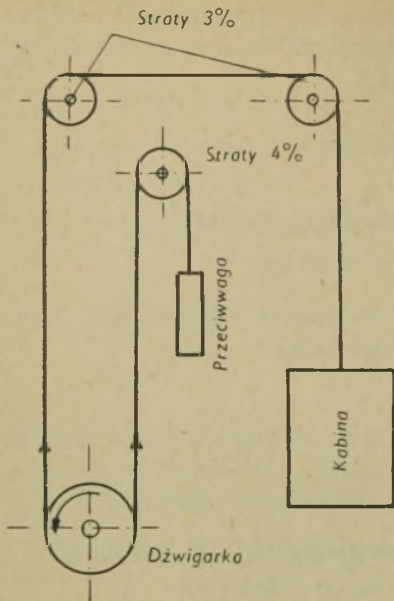 Straty 3%
Straty 4%
Przeciwwaga
Kabina
Dźwigarka